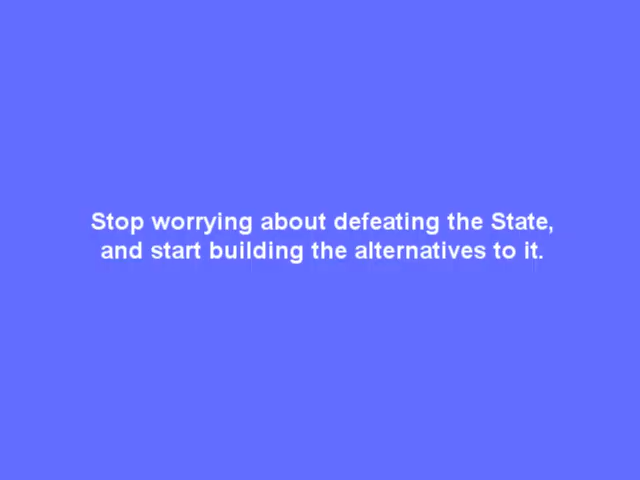 Stop worrying about defeating the State,
and start building the alternatives to it.